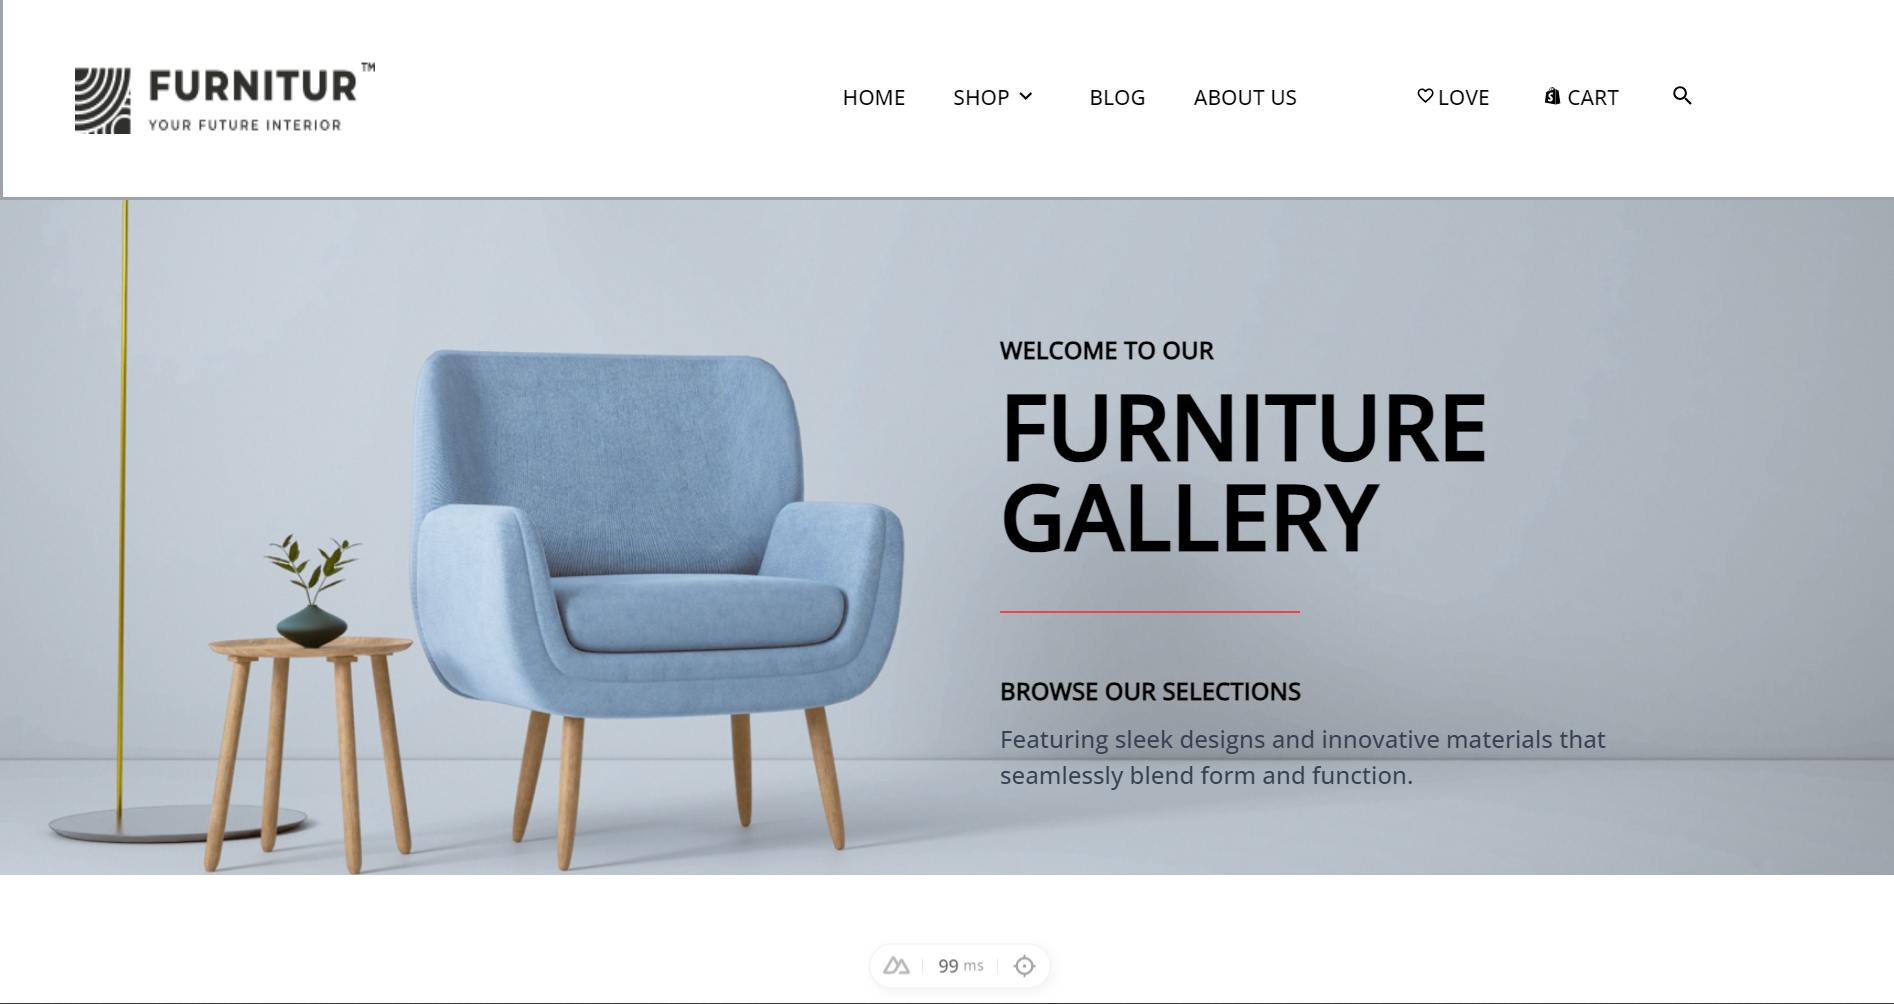 FURNITUR™
YOUR FUTURE INTERIOR
HOME SHOP BLOG ABOUT US LOVE CART
WELCOME TO OUR
FURNITURE
GALLERY
BROWSE OUR SELECTIONS
Featuring sleek designs and innovative materials that
seamlessly blend form and function.
99 ms